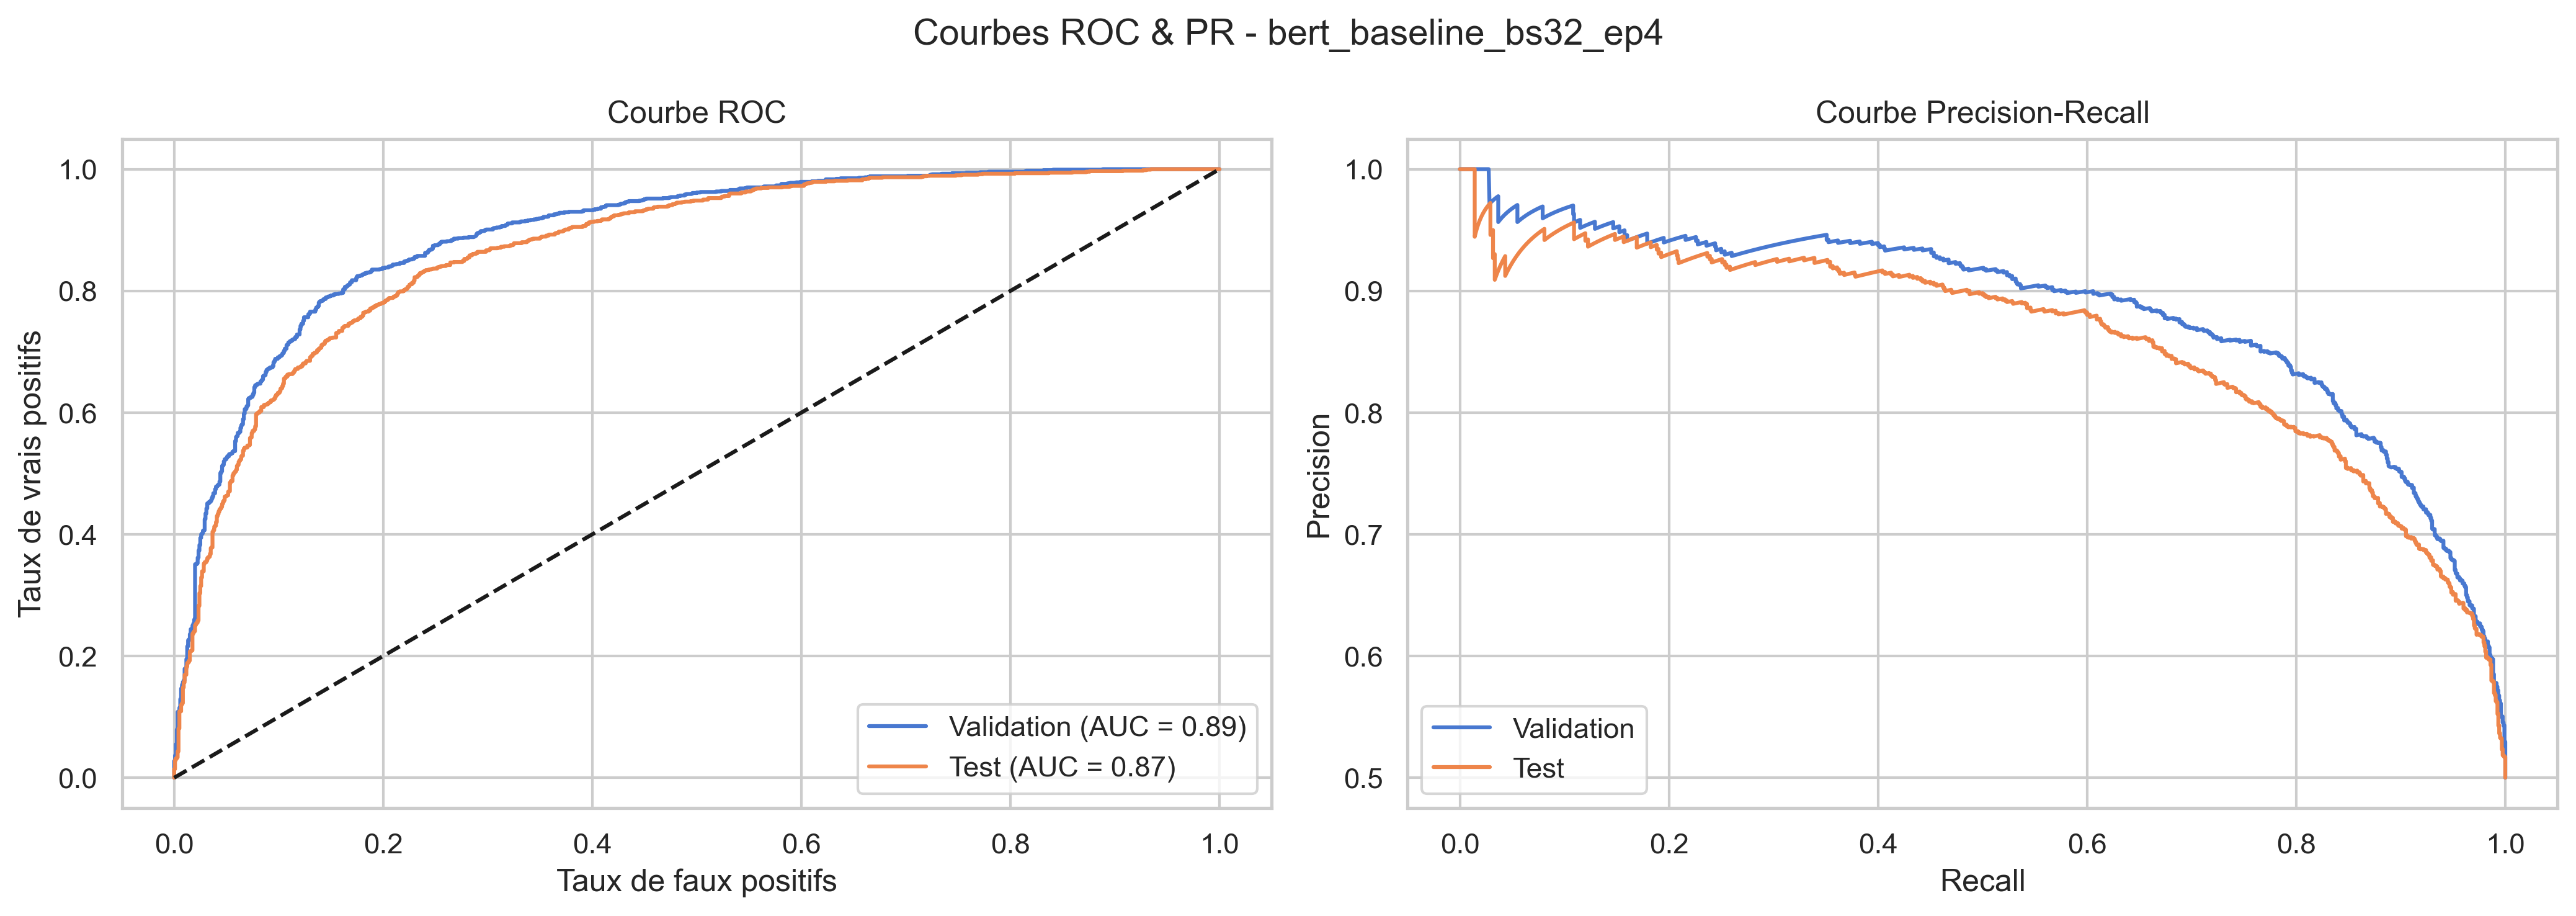 Courbes ROC & PR - bert_baseline_bs32_ep4
Courbe ROC
1.0
0.8
0.6
0.4
0.2
0.0
Taux de vrais positifs
0.0 0.2 0.4 0.6 0.8 1.0
Taux de faux positifs
Validation (AUC = 0.89)
Test (AUC = 0.87)
Courbe Precision-Recall
1.0
0.9
0.8
0.7
0.6
0.5
Precision
0.0 0.2 0.4 0.6 0.8 1.0
Recall
Validation
Test